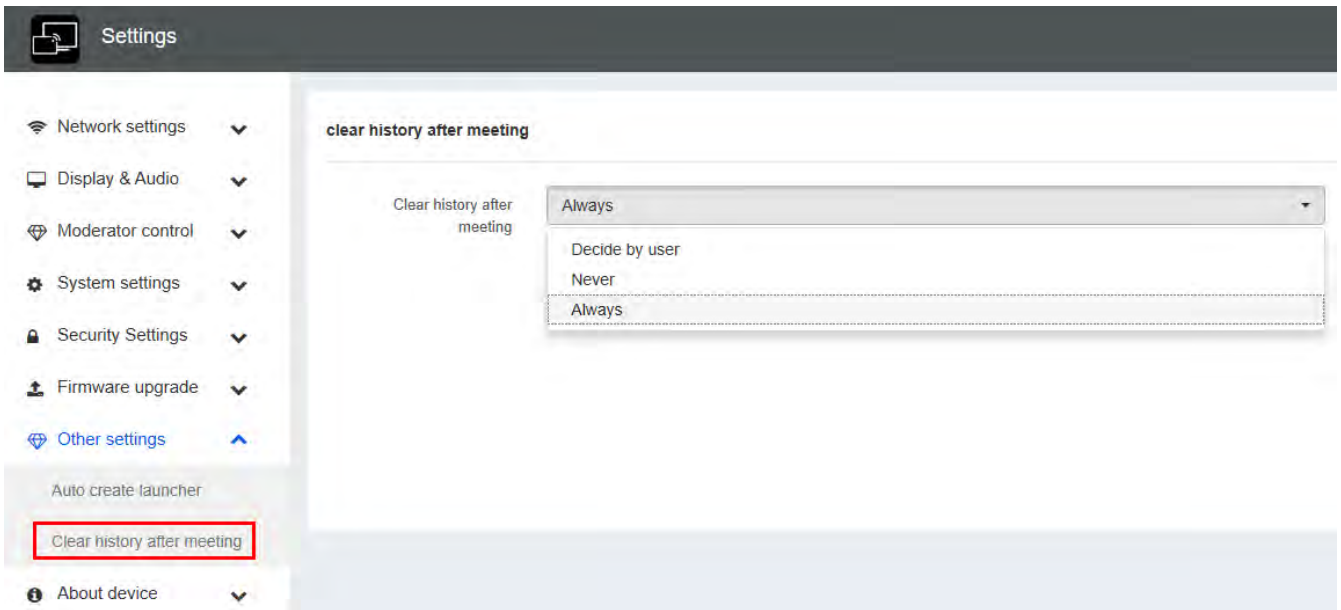 Settings
Network settings
Display & Audio
Moderator control
System settings
Security Settings
Firmware upgrade
Other settings
Auto create launcher
Clear history after meeting
About device
clear history after meeting
Clear history after
meeting
Always
Decide by user
Never
Always